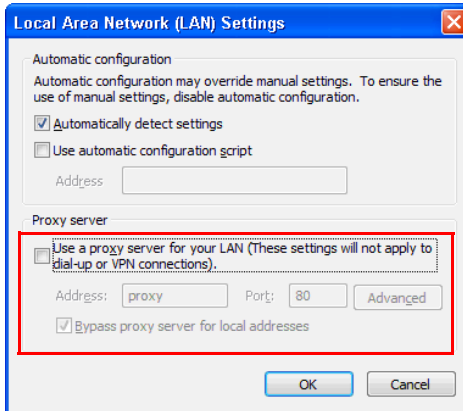 Local Area Network (LAN) Settings
Automatic configuration
Automatic configuration may override manual settings. To ensure the
use of manual settings, disable automatic configuration.
Automatically detect settings
Use automatic configuration script
Address
Proxy server
Use a proxy server for your LAN (These settings will not apply to
dial-up or VPN connections).
Address: proxy Port: 80 Advanced
Bypass proxy server for local addresses
OK Cancel